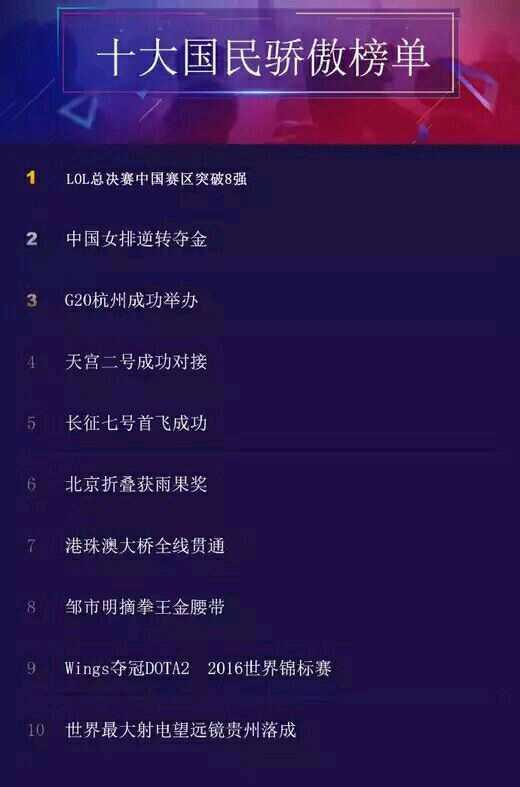 十大国民骄傲榜单
1 LOL总决赛中国赛区突破8强
2 中国女排逆转夺金
3 G20杭州成功举办
4 天宫二号成功对接
5 长征七号首飞成功
6 北京折叠获雨果奖
7 港珠澳大桥全线贯通
8 邹市明摘拳王金腰带
9 Wings夺冠DOTA2 2016世界锦标赛
10 世界最大射电望远镜贵州落成